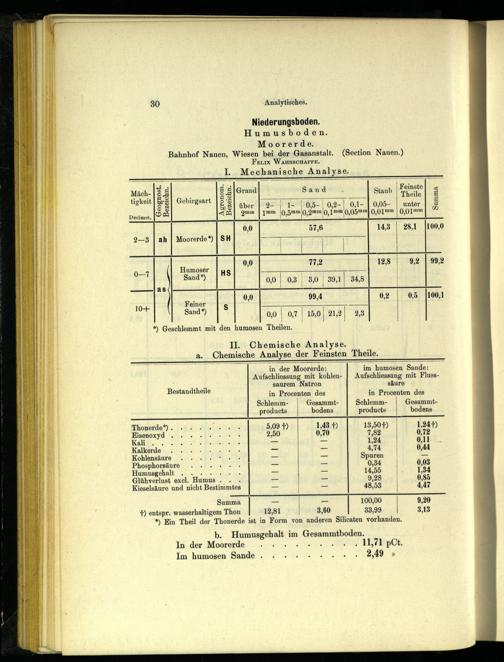 30
Analytisches.
Niederungsboden.
Humusboden.
Moorerde.
Bahnhof Nauen, Wiesen bei der Gasanstalt. (Section Nauen.)
Felix Wahnschaffe.
I. Mechanische Analyse.
Mäch-
tigkeit
Decimet.
Geognost.
Bezeichn.
Gebirgsart
Agronom.
Bezeichn.
Grand
über
2mm
Sand
2- 1- 0,5- 0,2- 0,1-
1mm 0,5mm 0,2mm 0,1mm 0,05mm
Staub
0,05-
0,01mm
Feinste
Theile
unter
0,01mm
Summa
2—3 ah Moorerde*) SH 0,0 57,6 14,3 28,1 100,0
0—7 as Humoser Sand*) HS 0,0 77,2 12,8 9,2 99,2
0,0 0,3 3,0 39,1 34,8
10+ Feiner Sand*) S 0,0 99,4 0,2 0,5 100,1
0,0 0,7 15,0 21,2 2,3
*) Geschlemmt mit den humosen Theilen.
II. Chemische Analyse.
a. Chemische Analyse der Feinsten Theile.
Bestandtheile
in der Moorerde:
Aufschliessung mit kohlen-
saurem Natron
in Procenten des
Schlemm-
products
Gesammt-
bodens
im humosen Sande:
Aufschliessung mit Fluss-
säure
in Procenten des
Schlemm-
products
Gesammt-
bodens
Thonerde*) . . . . . . . 5,09 †) 1,43 †) 13,50 †) 1,24 †)
Eisenoxyd . . . . . . . 2,50 0,70 7,82 0,72
Kali . . . . . . . — — 1,24 0,11
Kalkerde . . . . . . . — — 4,74 0,44
Kohlensäure . . . . . . . — — Spuren —
Phosphorsäure . . . . . . — — 0,34 0,03
Humusgehalt . . . . . . — — 14,55 1,34
Glühverlust excl. Humus . . . — — 9,28 0,85
Kieselsäure und nicht Bestimmtes — — 48,53 4,47
Summa — — 100,00 9,20
†) entspr. wasserhaltigem Thon 12,81 3,60 33,99 3,13
*) Ein Theil der Thonerde ist in Form von anderen Silicaten vorhanden.
b. Humusgehalt im Gesammtboden.
In der Moorerde . . . . . . . . . 11,71 pCt.
Im humosen Sande . . . . . . . . 2,49 »